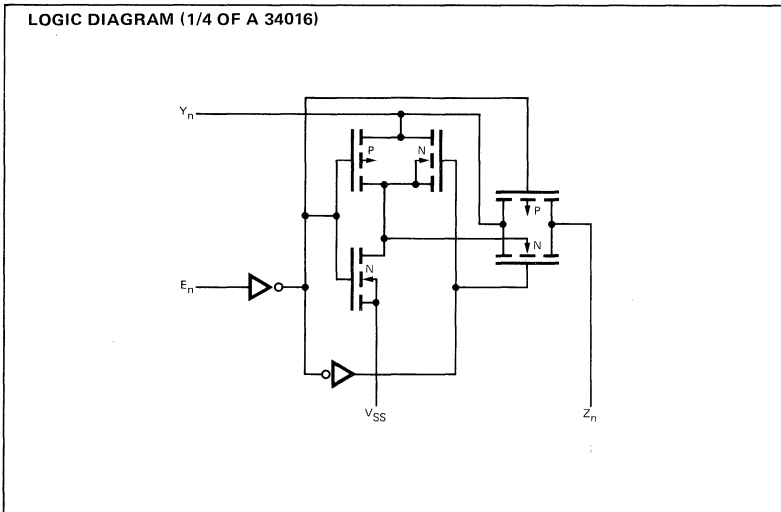 LOGIC DIAGRAM (1/4 OF A 34016)
Yn
P
N
P
N
N
En
VSS
Zn